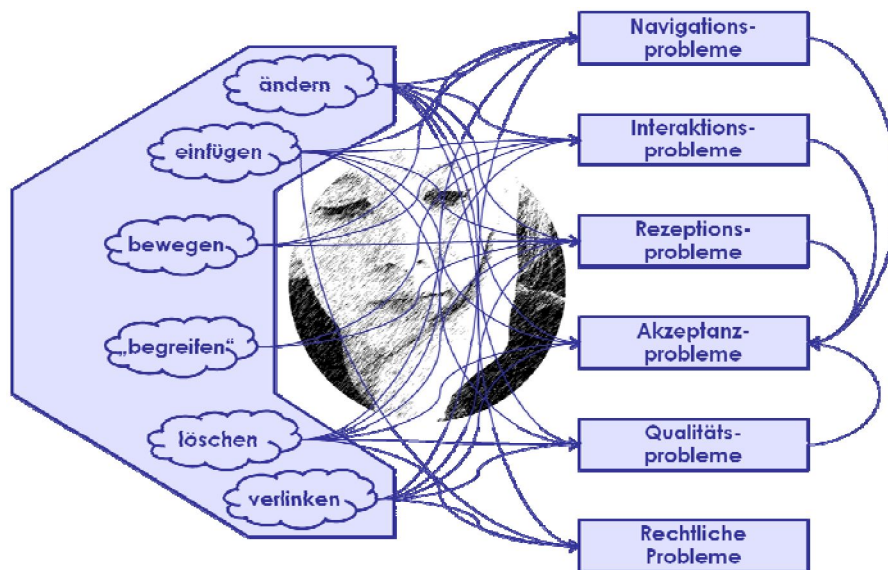 ändern
einfügen
bewegen
„begreifen“
löschen
verlinken
Navigations-
probleme
Interaktions-
probleme
Rezeptions-
probleme
Akzeptanz-
probleme
Qualitäts-
probleme
Rechtliche
Probleme